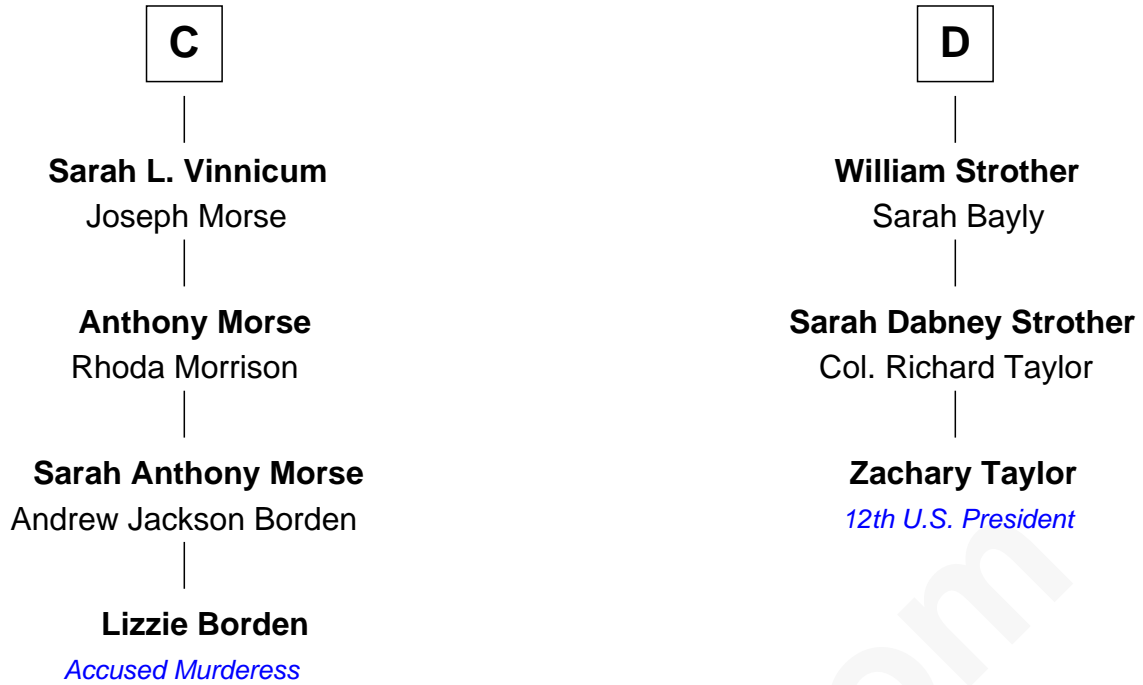 C
Sarah L. Vinnicum
Joseph Morse
Anthony Morse
Rhoda Morrison
Sarah Anthony Morse
Andrew Jackson Borden
Lizzie Borden
Accused Murderess
D
William Strother
Sarah Bayly
Sarah Dabney Strother
Col. Richard Taylor
Zachary Taylor
12th U.S. President
om